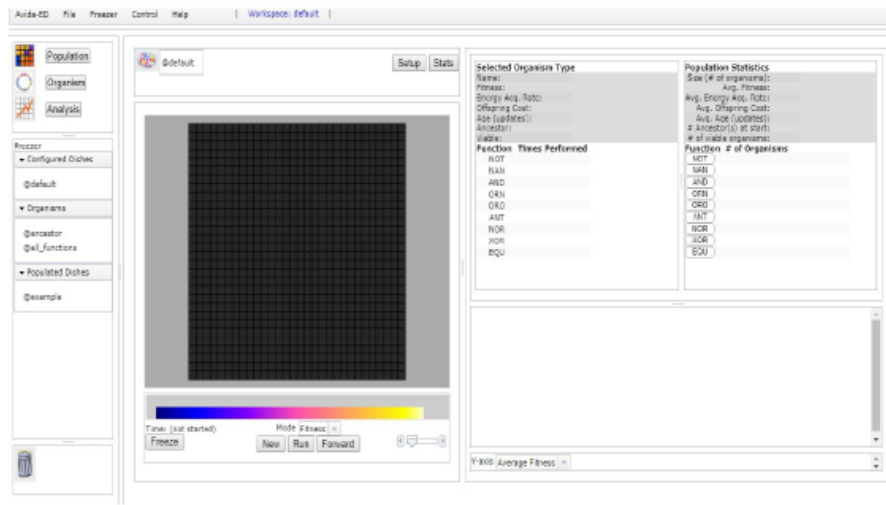 Avida-ED File Freezer Control Help | Workspace: default |
Population
Organism
Analysis
Freezer
Configured Dishes
@default
Organisms
@ancestor
@all_functions
Populated Dishes
@example
@default
Setup Stats
Time: (not started)
Mode Fitness
Freeze
New Run Forward
Selected Organism Type
Name:
Fitness:
Energy Acq. Rate:
Offspring Cost:
Age (updates):
Ancestor:
Viable:
Function Times Performed
NOT
NAN
AND
ORN
ORO
ANT
NOR
XOR
EQU
Population Statistics
Size (# of organisms):
Avg. Fitness:
Avg. Energy Acq. Rate:
Avg. Offspring Cost:
Avg. Age (updates):
# Ancestor(s) at start:
# of viable organisms:
Function # of Organisms
NOT
NAN
AND
ORN
ORO
ANT
NOR
XOR
EQU
Y-axis Average Fitness